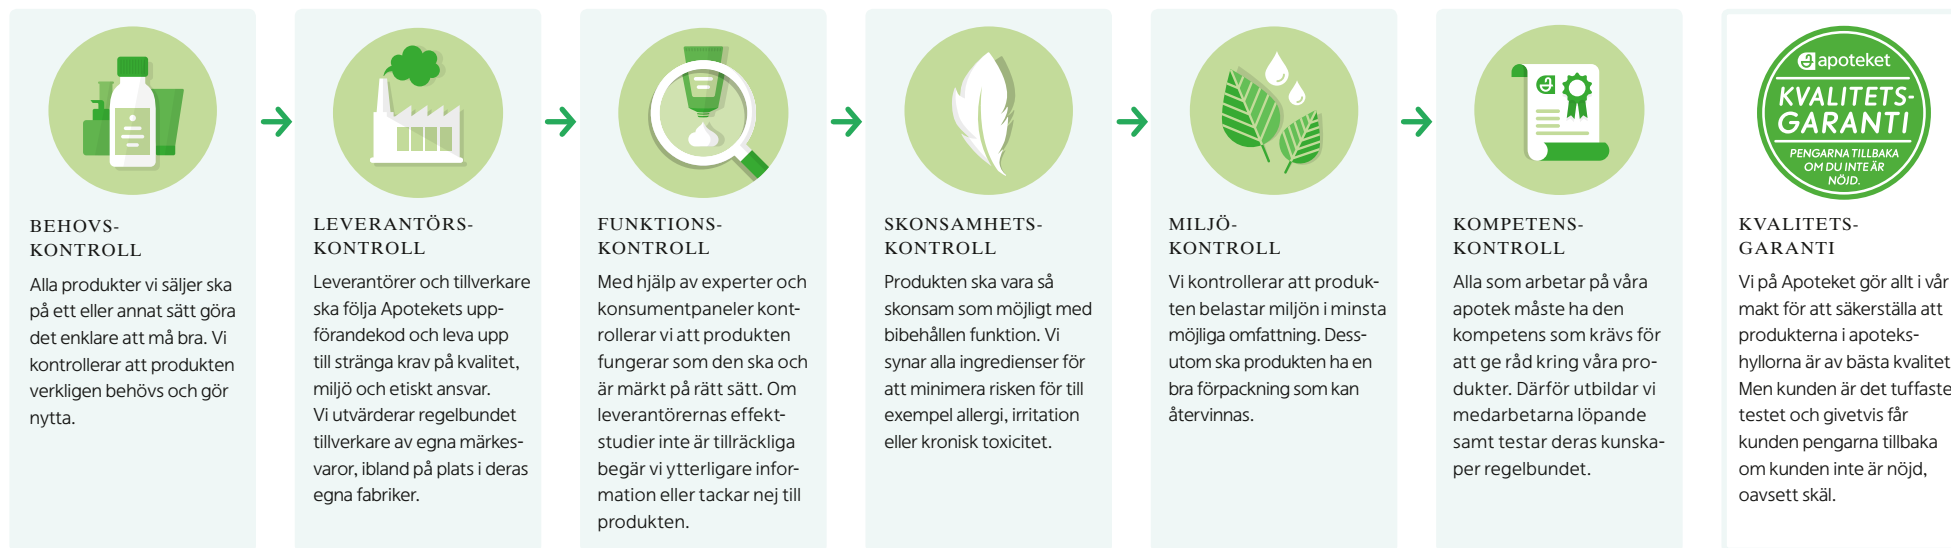 BEHOVS-
KONTROLL
Alla produkter vi säljer ska
på ett eller annat sätt göra
det enklare att må bra. Vi
kontrollerar att produkten
verkligen behövs och gör
nytta.
LEVERANTÖRS-
KONTROLL
Leverantörer och tillverkare
ska följa Apotekets upp-
förandekod och leva upp
till stränga krav på kvalitet,
miljö och etiskt ansvar.
Vi utvärderar regelbundet
tillverkare av egna märkes-
varor, ibland på plats i deras
egna fabriker.
FUNKTIONS-
KONTROLL
Med hjälp av experter och
konsumentpaneler kont-
rollerar vi att produkten
fungerar som den ska och
är märkt på rätt sätt. Om
leverantörernas effekt-
studier inte är tillräckliga
begär vi ytterligare infor-
mation eller tackar nej till
produkten.
SKONSAMHETS-
KONTROLL
Produkten ska vara så
skonsam som möjligt med
bibehållen funktion. Vi
synar alla ingredienser för
att minimera risken för till
exempel allergi, irritation
eller kronisk toxicitet.
MILJÖ-
KONTROLL
Vi kontrollerar att produk-
ten belastar miljön i minsta
möjliga omfattning. Dess-
utom ska produkten ha en
bra förpackning som kan
återvinnas.
KOMPETENS-
KONTROLL
Alla som arbetar på våra
apotek måste ha den
kompetens som krävs för
att ge råd kring våra pro-
dukter. Därför utbildar vi
medarbetarna löpande
samt testar deras kunska-
per regelbundet.
apoteket
KVALITETS-
GARANTI
PENGARNA TILLBAKA
OM DU INTE ÄR
NÖJD.
KVALITETS-
GARANTI
Vi på Apoteket gör allt i vår
makt för att säkerställa att
produkterna i apoteks-
hyllorna är av bästa kvalitet
Men kunden är det tuffaste
testet och givetvis får
kunden pengarna tillbaka
om kunden inte är nöjd,
oavsett skäl.